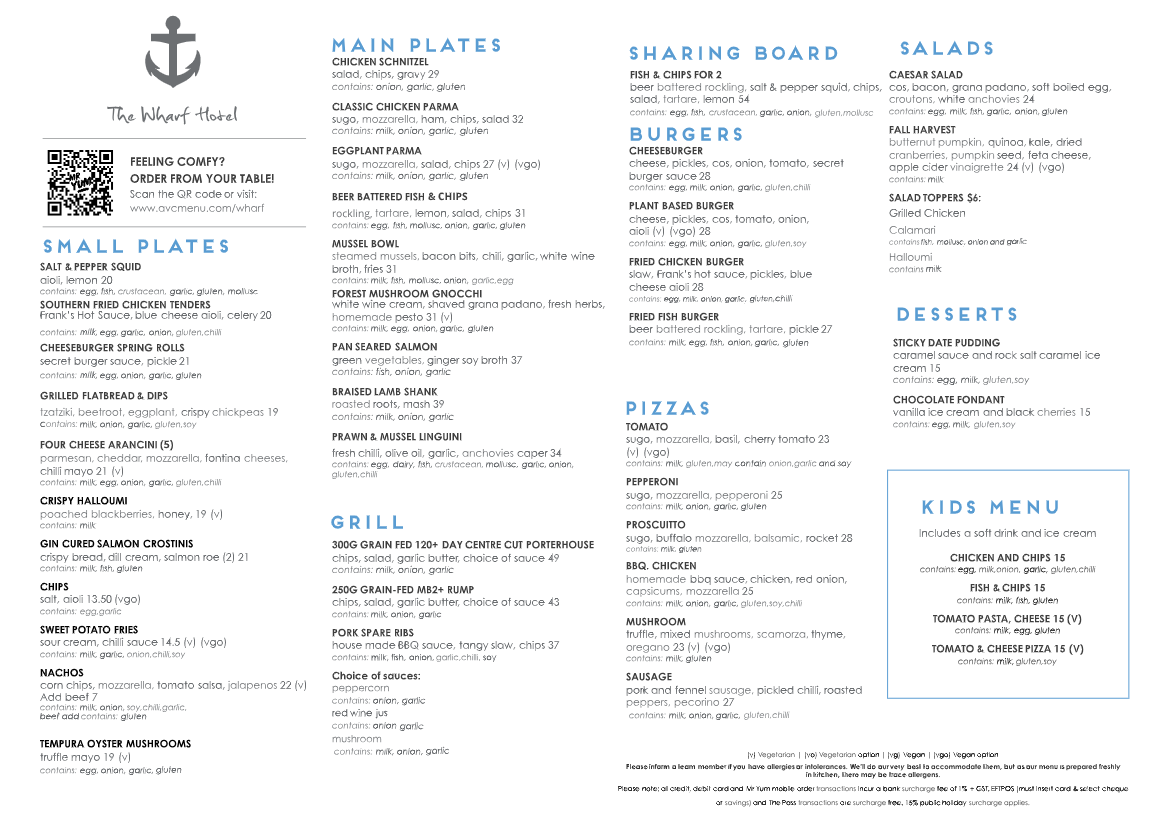 The Wharf Hotel
FEELING COMFY?
ORDER FROM YOUR TABLE!
Scan the QR code or visit:
www.avcmenu.com/wharf
SMALL PLATES
SALT & PEPPER SQUID
aioli, lemon 20
contains: egg, fish, crustacean, garlic, gluten, mollusc
SOUTHERN FRIED CHICKEN TENDERS
Frank's Hot Sauce, blue cheese aioli, celery 20
contains: milk, egg, garlic, onion, gluten,chilli
CHEESEBURGER SPRING ROLLS
secret burger sauce, pickle 21
contains: milk, egg, onion, garlic, gluten
GRILLED FLATBREAD & DIPS
tzatziki, beetroot, eggplant, crispy chickpeas 19
contains: milk, onion, garlic, gluten,soy
FOUR CHEESE ARANCINI (5)
parmesan, cheddar, mozzarella, fontina cheeses,
chilli mayo 21 (v)
contains: milk, egg, onion, garlic, gluten,chilli
CRISPY HALLOUMI
poached blackberries, honey, 19 (v)
contains: milk
GIN CURED SALMON CROSTINIS
crispy bread, dill cream, salmon roe (2) 21
contains: milk, fish, gluten
CHIPS
salt, aioli 13.50 (vgo)
contains: egg,garlic
SWEET POTATO FRIES
sour cream, chilli sauce 14.5 (v) (vgo)
contains: milk, garlic, onion,chilli,soy
NACHOS
corn chips, mozzarella, tomato salsa, jalapenos 22 (v)
Add beef 7
contains: milk, onion, soy,chilli,garlic,
beef add contains: gluten
TEMPURA OYSTER MUSHROOMS
truffle mayo 19 (v)
contains: egg, onion, garlic, gluten
MAIN PLATES
CHICKEN SCHNITZEL
salad, chips, gravy 29
contains: onion, garlic, gluten
CLASSIC CHICKEN PARMA
sugo, mozzarella, ham, chips, salad 32
contains: milk, onion, garlic, gluten
EGGPLANT PARMA
sugo, mozzarella, salad, chips 27 (v) (vgo)
contains: milk, onion, garlic, gluten
BEER BATTERED FISH & CHIPS
rockling, tartare, lemon, salad, chips 31
contains: egg, fish, mollusc, onion, garlic, gluten
MUSSEL BOWL
steamed mussels, bacon bits, chili, garlic, white wine
broth, fries 31
contains: milk, fish, mollusc, onion, garlic,egg
FOREST MUSHROOM GNOCCHI
white wine cream, shaved grana padano, fresh herbs,
homemade pesto 31 (v)
contains: milk, egg, onion, garlic, gluten
PAN SEARED SALMON
green vegetables, ginger soy broth 37
contains: fish, onion, garlic
BRAISED LAMB SHANK
roasted roots, mash 39
contains: milk, onion, garlic
PRAWN & MUSSEL LINGUINI
fresh chilli, olive oil, garlic, anchovies caper 34
contains: egg, dairy, fish, crustacean, mollusc, garlic, onion,
gluten,chilli
GRILL
300G GRAIN FED 120+ DAY CENTRE CUT PORTERHOUSE
chips, salad, garlic butter, choice of sauce 49
contains: milk, onion, garlic
250G GRAIN-FED MB2+ RUMP
chips, salad, garlic butter, choice of sauce 43
contains: milk, onion, garlic
PORK SPARE RIBS
house made BBQ sauce, tangy slaw, chips 37
contains: milk, fish, onion, garlic,chilli, soy
Choice of sauces:
peppercorn
contains: onion, garlic
red wine jus
contains: onion garlic
mushroom
contains: milk, onion, garlic
SHARING BOARD
FISH & CHIPS FOR 2
beer battered rockling, salt & pepper squid, chips,
salad, tartare, lemon 54
contains: egg, fish, crustacean, garlic, onion, gluten,mollusc
BURGERS
CHEESEBURGER
cheese, pickles, cos, onion, tomato, secret
burger sauce 28
contains: egg, milk, onion, garlic, gluten,chilli
PLANT BASED BURGER
cheese, pickles, cos, tomato, onion,
aioli (v) (vgo) 28
contains: egg, milk, onion, garlic, gluten,soy
FRIED CHICKEN BURGER
slaw, Frank's hot sauce, pickles, blue
cheese aioli 28
contains: egg, milk, onion, garlic, gluten,chilli
FRIED FISH BURGER
beer battered rockling, tartare, pickle 27
contains: milk, egg, fish, onion, garlic, gluten
PIZZAS
TOMATO
sugo, mozzarella, basil, cherry tomato 23
(v) (vgo)
contains: milk, gluten,may contain onion,garlic and soy
PEPPERONI
sugo, mozzarella, pepperoni 25
contains: milk, onion, garlic, gluten
PROSCUITTO
sugo, buffalo mozzarella, balsamic, rocket 28
contains: milk, gluten
BBQ. CHICKEN
homemade bbq sauce, chicken, red onion,
capsicums, mozzarella 25
contains: milk, onion, garlic, gluten,soy,chilli
MUSHROOM
truffle, mixed mushrooms, scamorza, thyme,
oregano 23 (v) (vgo)
contains: milk, gluten
SAUSAGE
pork and fennel sausage, pickled chilli, roasted
peppers, pecorino 27
contains: milk, onion, garlic, gluten,chilli
SALADS
CAESAR SALAD
cos, bacon, grana padano, soft boiled egg,
croutons, white anchovies 24
contains: egg, milk, fish, garlic, onion, gluten
FALL HARVEST
butternut pumpkin, quinoa, kale, dried
cranberries, pumpkin seed, feta cheese,
apple cider vinaigrette 24 (v) (vgo)
contains: milk
SALAD TOPPERS $6:
Grilled Chicken
Calamari
contains fish, mollusc, onion and garlic
Halloumi
contains milk
DESSERTS
STICKY DATE PUDDING
caramel sauce and rock salt caramel ice
cream 15
contains: egg, milk, gluten,soy
CHOCOLATE FONDANT
vanilla ice cream and black cherries 15
contains: egg, milk, gluten,soy
KIDS MENU
Includes a soft drink and ice cream
CHICKEN AND CHIPS 15
contains: egg, milk,onion, garlic, gluten,chilli
FISH & CHIPS 15
contains: milk, fish, gluten
TOMATO PASTA, CHEESE 15 (V)
contains: milk, egg, gluten
TOMATO & CHEESE PIZZA 15 (V)
contains: milk, gluten,soy
(v) Vegetarian | (vo) Vegetarian option | (vg) Vegan | (vgo) Vegan option
Please inform a team member if you have allergies or intolerances. We'll do our very best to accommodate them, but as our menu is prepared freshly
in kitchen, there may be trace allergens.
Please note; all credit, debit card and Mr Yum mobile order transactions incur a bank surcharge fee of 1% + GST, EFTPOS (must insert card & select cheque
or savings) and The Pass transactions are surcharge free, 15% public holiday surcharge applies.